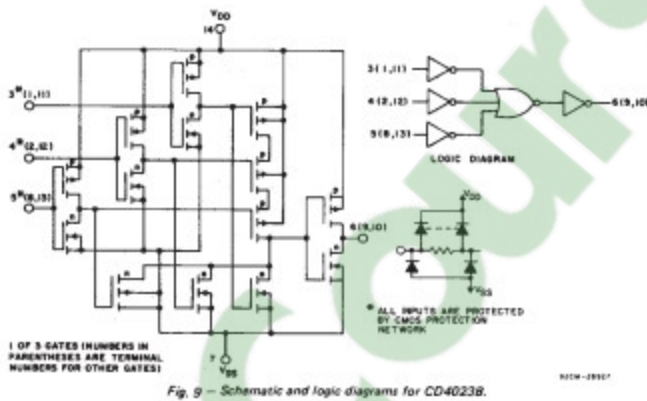 VDD
14
p
p
3*(1,11)
n
p
4*(2,12)
n
p
p
5*(8,13)
n
p
p
n
6(9,10)
n
n
n
7
VSS
1 OF 3 GATES (NUMBERS IN
PARENTHESES ARE TERMINAL
NUMBERS FOR OTHER GATES)
3(1,11)
4(2,12)
5(8,13)
6(9,10)
LOGIC DIAGRAM
VDD
VSS
* ALL INPUTS ARE PROTECTED
BY CMOS PROTECTION
NETWORK
Fig. 9 — Schematic and logic diagrams for CD4023B.